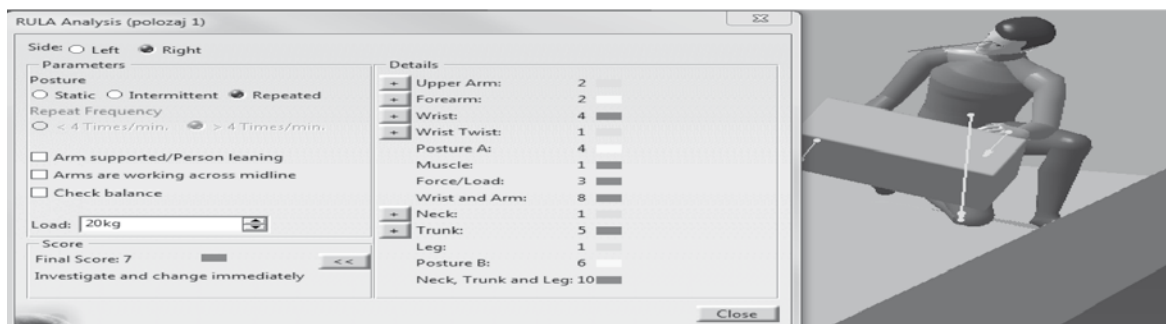 RULA Analysis (polozaj 1)
Side: Left Right
Parameters
Posture
Static Intermittent Repeated
Repeat Frequency
< 4 Times/min. > 4 Times/min.
Arm supported/Person leaning
Arms are working across midline
Check balance
Load: 20kg
Score
Final Score: 7
<<
Investigate and change immediately
Details
+ Upper Arm: 2
+ Forearm: 2
+ Wrist: 4
+ Wrist Twist: 1
Posture A: 4
Muscle: 1
Force/Load: 3
Wrist and Arm: 8
+ Neck: 1
+ Trunk: 5
Leg: 1
Posture B: 6
Neck, Trunk and Leg: 10
Close